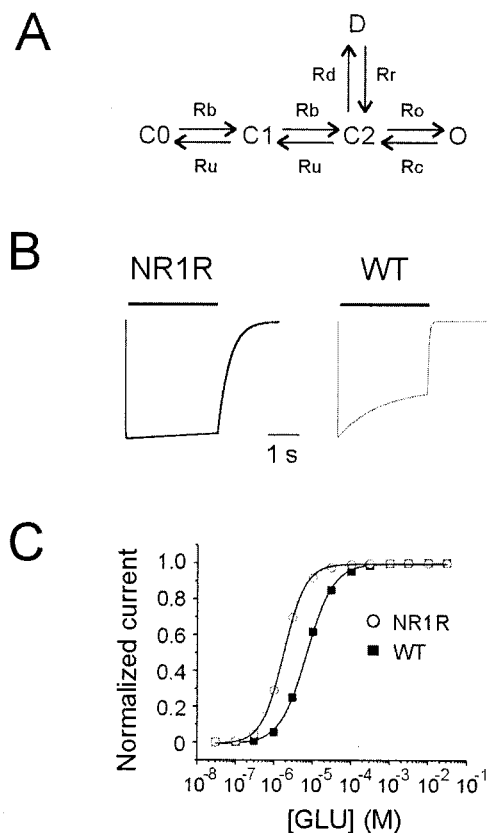 A
D
Rd Rr
Rb Rb Ro
C0 C1 C2 O
Ru Ru Rc
B
NR1R WT
1 s
C
Normalized current
1.0
0.8
0.6
0.4
0.2
0
NR1R
WT
10-8 10-7 10-6 10-5 10-4 10-3 10-2 10-1
[GLU] (M)